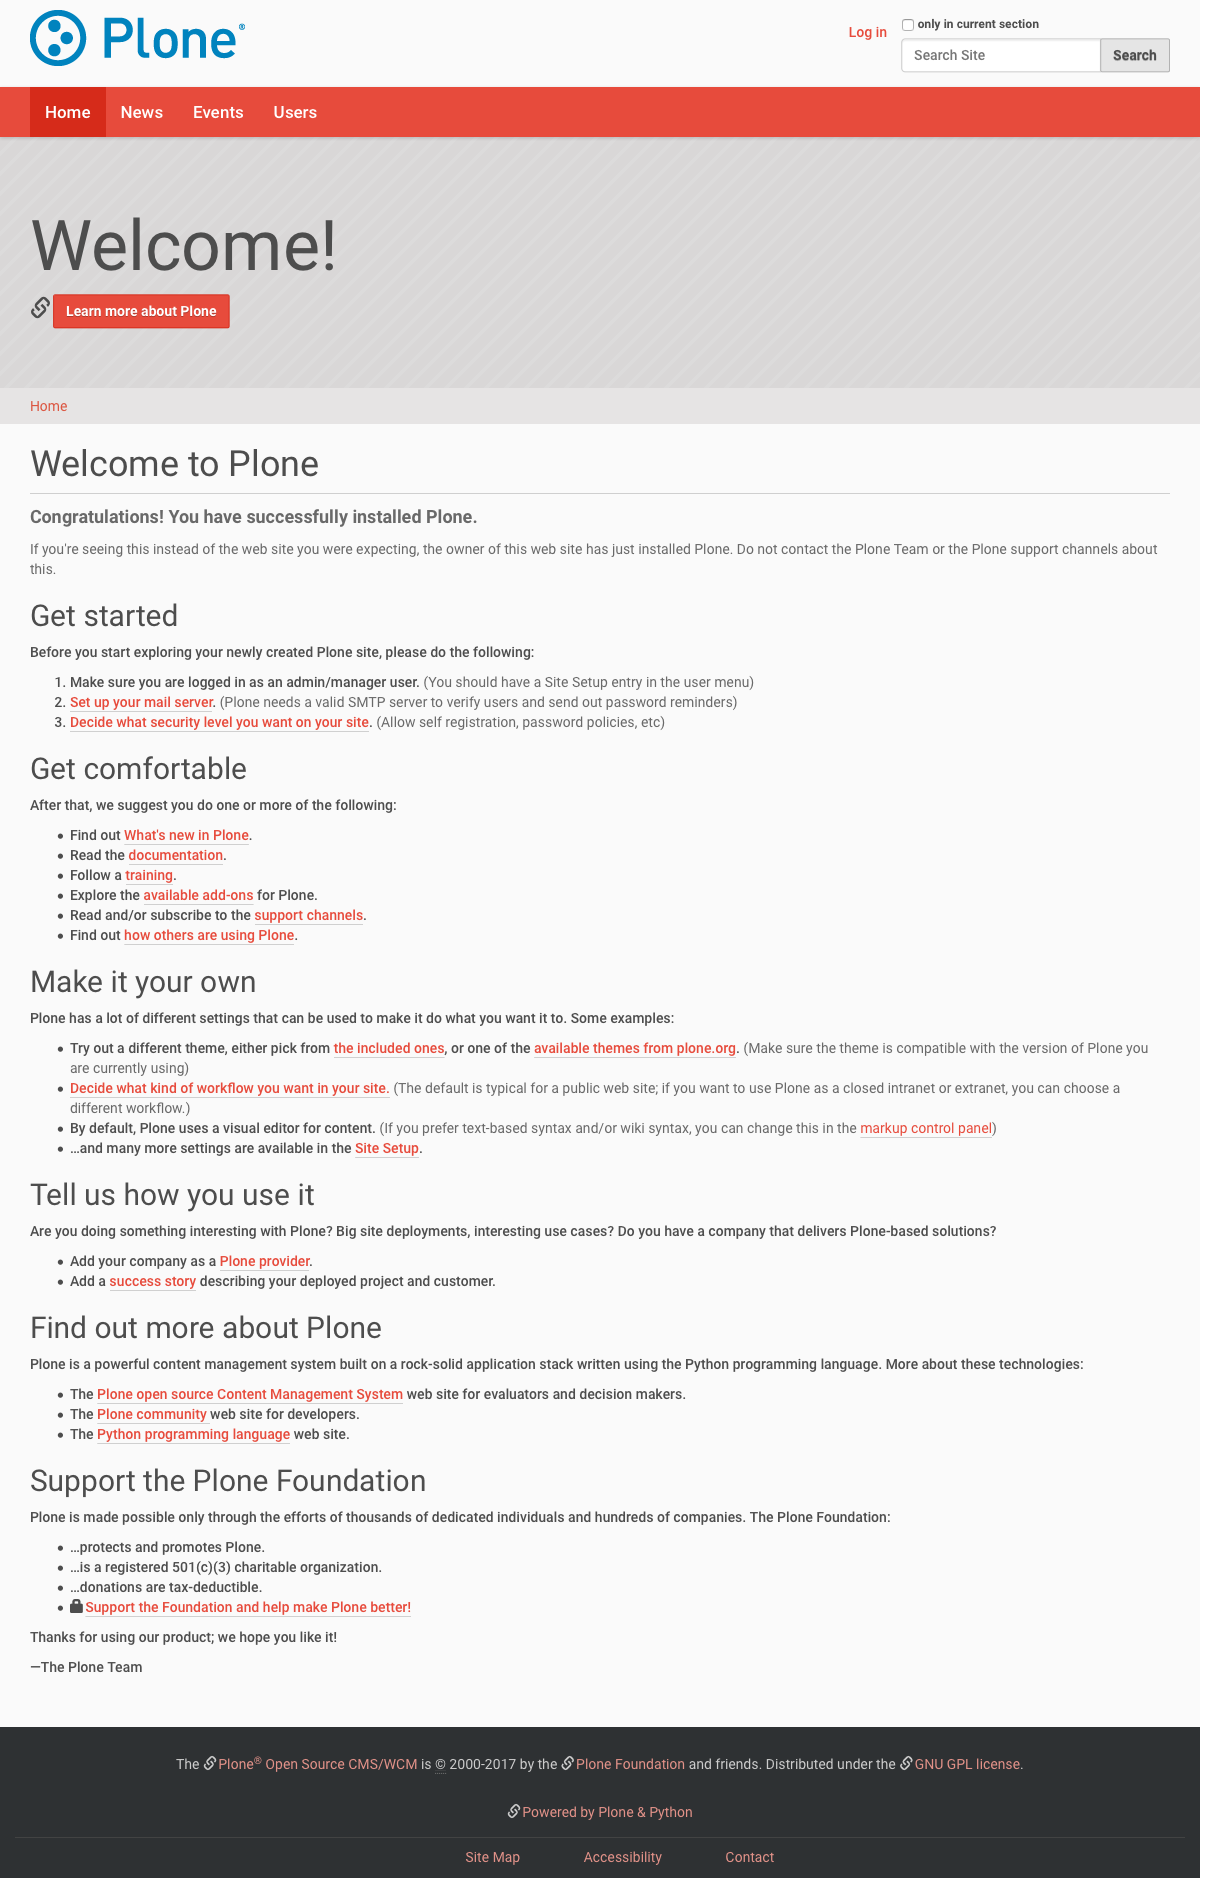 Plone®
Log in
only in current section
Search Site
Search
Home News Events Users
Welcome!
Learn more about Plone
Home
Welcome to Plone
Congratulations! You have successfully installed Plone.
If you're seeing this instead of the web site you were expecting, the owner of this web site has just installed Plone. Do not contact the Plone Team or the Plone support channels about
this.
Get started
Before you start exploring your newly created Plone site, please do the following:
1. Make sure you are logged in as an admin/manager user. (You should have a Site Setup entry in the user menu)
2. Set up your mail server. (Plone needs a valid SMTP server to verify users and send out password reminders)
3. Decide what security level you want on your site. (Allow self registration, password policies, etc)
Get comfortable
After that, we suggest you do one or more of the following:
• Find out What's new in Plone.
• Read the documentation.
• Follow a training.
• Explore the available add-ons for Plone.
• Read and/or subscribe to the support channels.
• Find out how others are using Plone.
Make it your own
Plone has a lot of different settings that can be used to make it do what you want it to. Some examples:
• Try out a different theme, either pick from the included ones, or one of the available themes from plone.org. (Make sure the theme is compatible with the version of Plone you
are currently using)
• Decide what kind of workflow you want in your site. (The default is typical for a public web site; if you want to use Plone as a closed intranet or extranet, you can choose a
different workflow.)
• By default, Plone uses a visual editor for content. (If you prefer text-based syntax and/or wiki syntax, you can change this in the markup control panel)
• …and many more settings are available in the Site Setup.
Tell us how you use it
Are you doing something interesting with Plone? Big site deployments, interesting use cases? Do you have a company that delivers Plone-based solutions?
• Add your company as a Plone provider.
• Add a success story describing your deployed project and customer.
Find out more about Plone
Plone is a powerful content management system built on a rock-solid application stack written using the Python programming language. More about these technologies:
• The Plone open source Content Management System web site for evaluators and decision makers.
• The Plone community web site for developers.
• The Python programming language web site.
Support the Plone Foundation
Plone is made possible only through the efforts of thousands of dedicated individuals and hundreds of companies. The Plone Foundation:
• …protects and promotes Plone.
• …is a registered 501(c)(3) charitable organization.
• …donations are tax-deductible.
• Support the Foundation and help make Plone better!
Thanks for using our product; we hope you like it!
—The Plone Team
The Plone® Open Source CMS/WCM is © 2000-2017 by the Plone Foundation and friends. Distributed under the GNU GPL license.
Powered by Plone & Python
Site Map Accessibility Contact